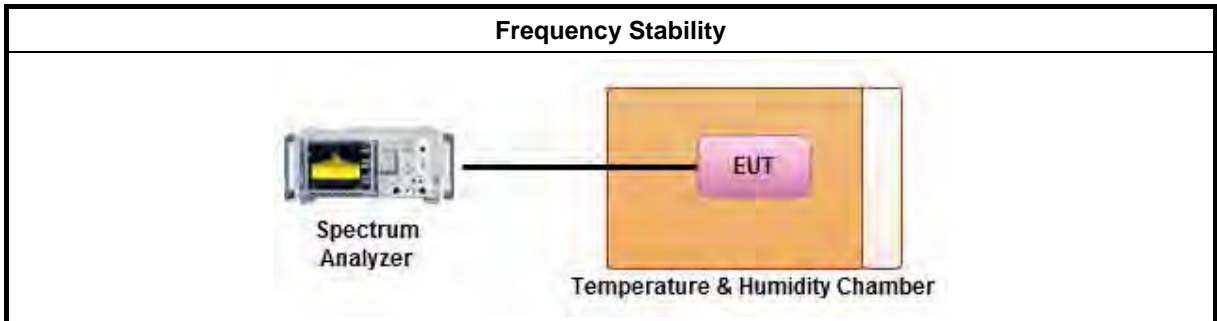 Frequency Stability
EUT
Spectrum
Analyzer
Temperature & Humidity Chamber